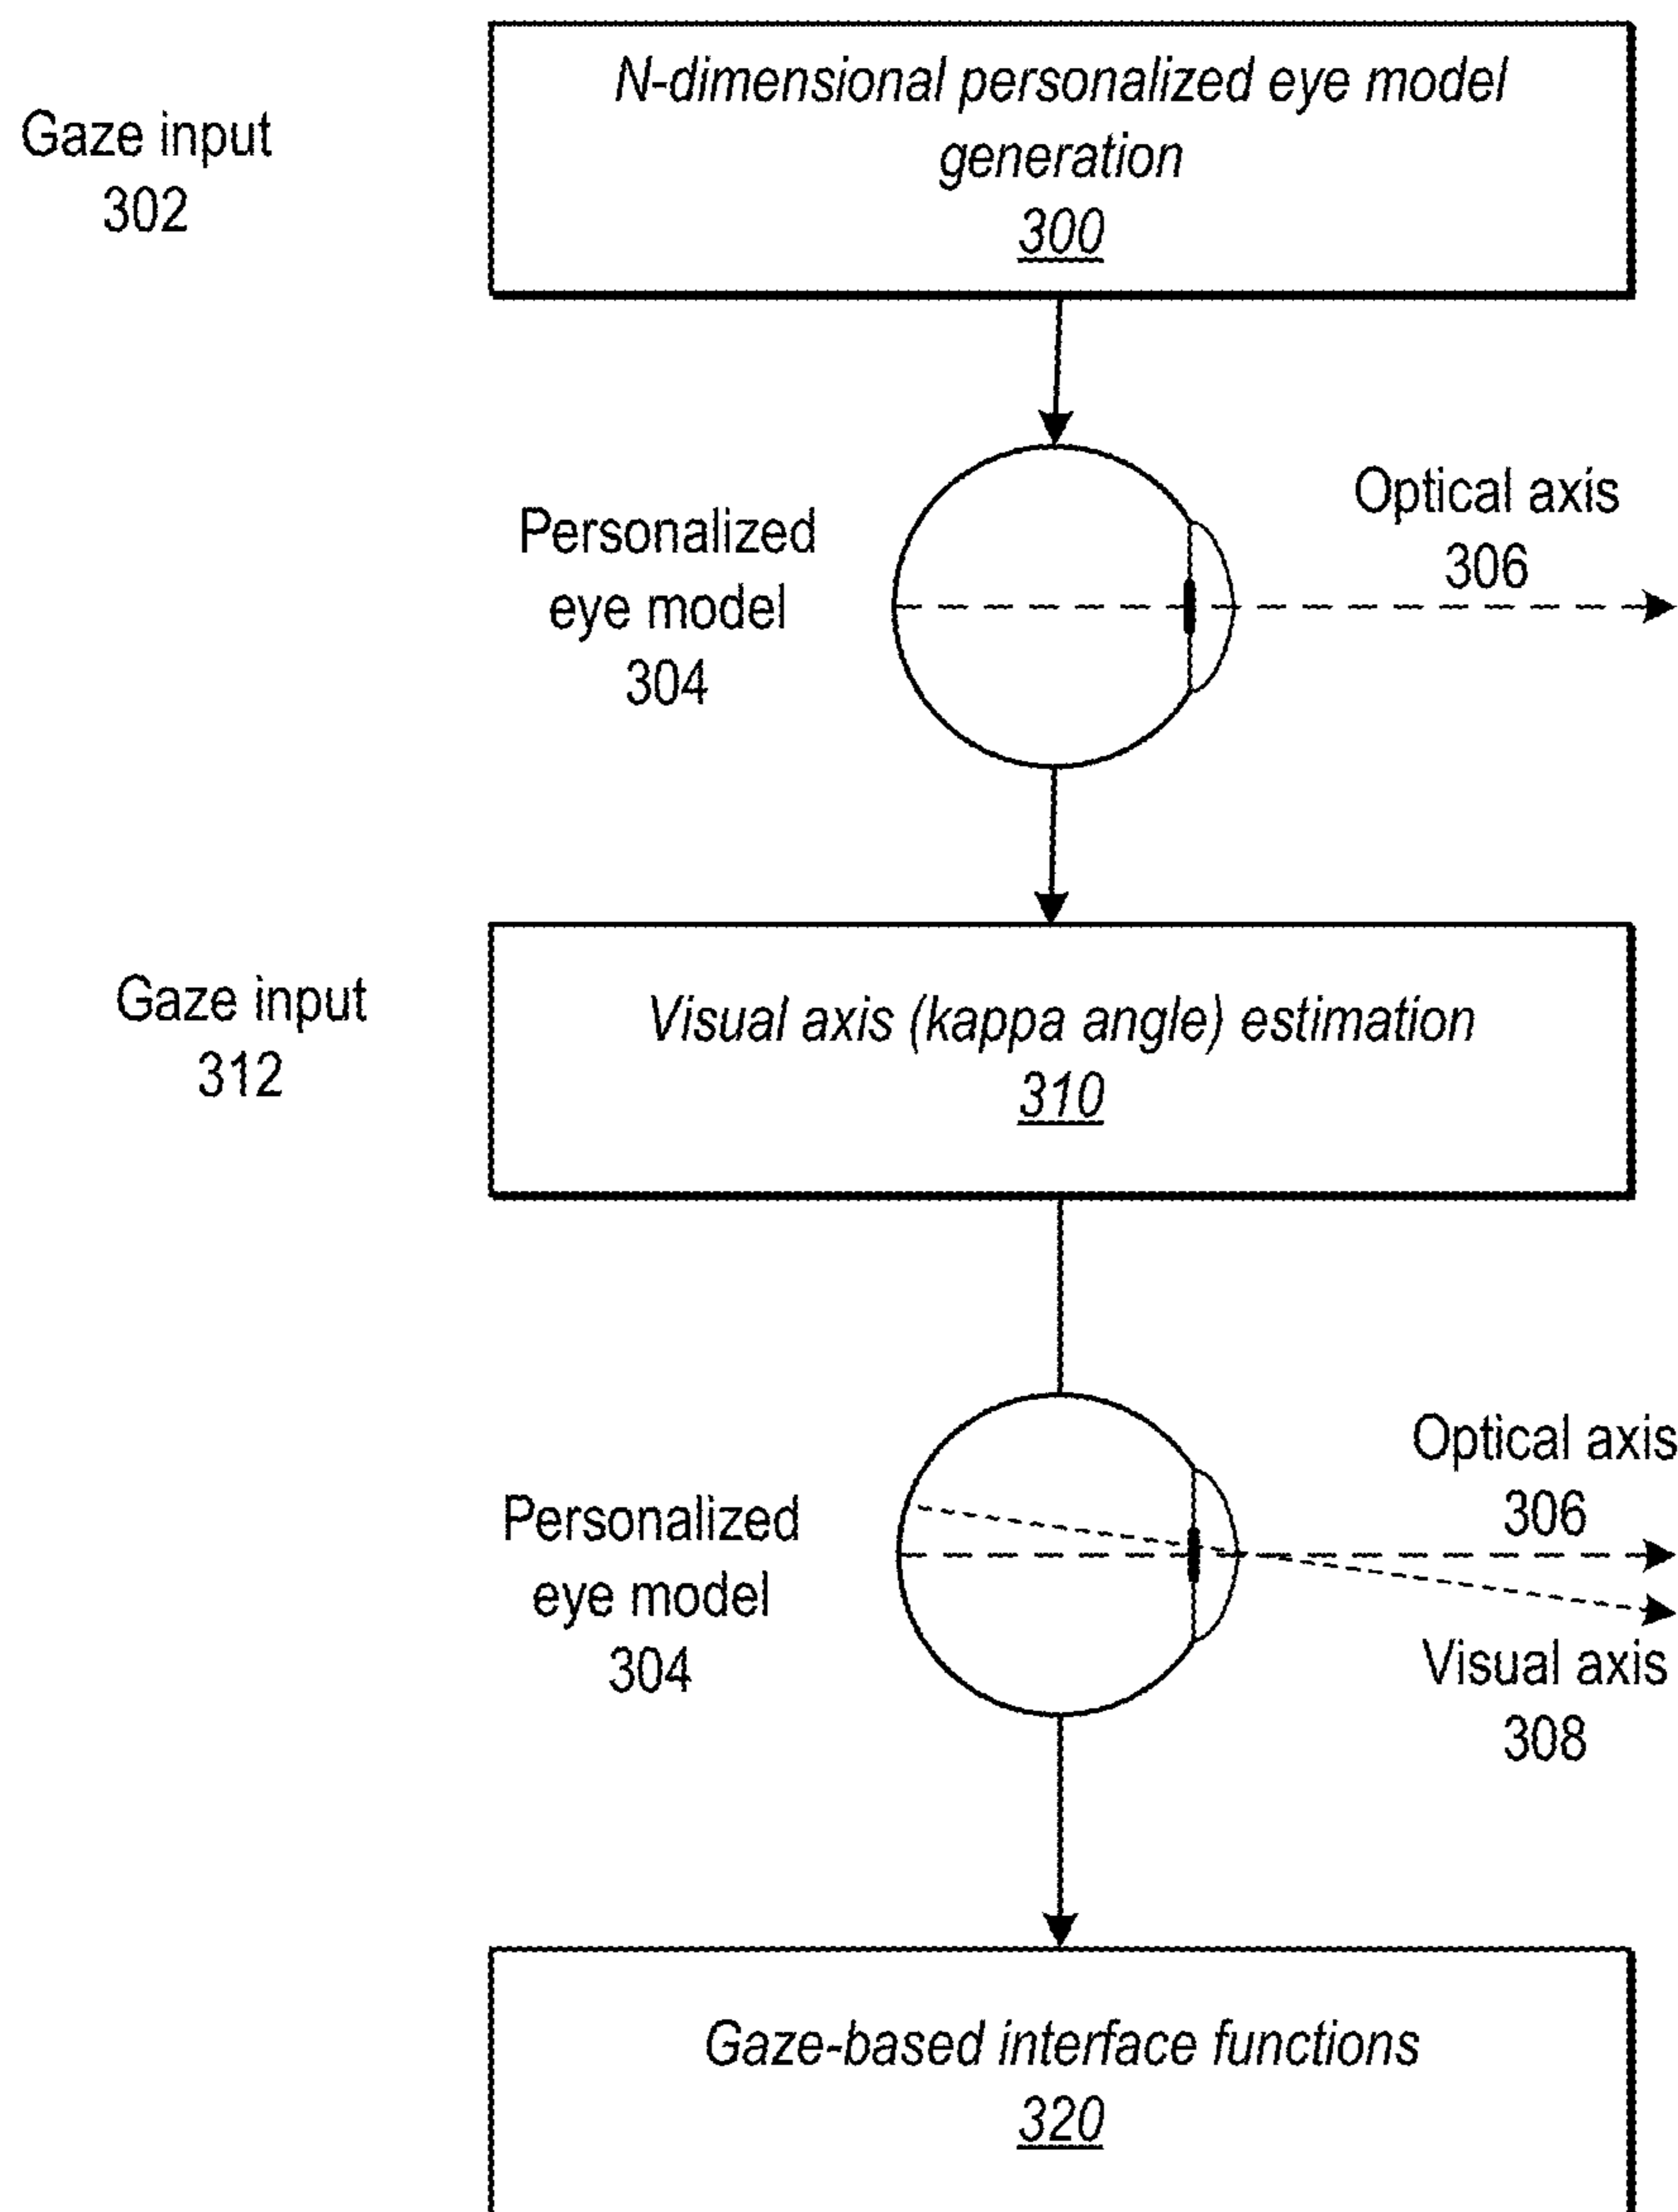 N-dimensional personalized eye model
generation
300
Gaze input
302
Optical axis
306
Personalized
eye model
304
Gaze input
312
Visual axis (kappa angle) estimation
310
Optical axis
306
Personalized
eye model
304
Visual axis
308
Gaze-based interface functions
320